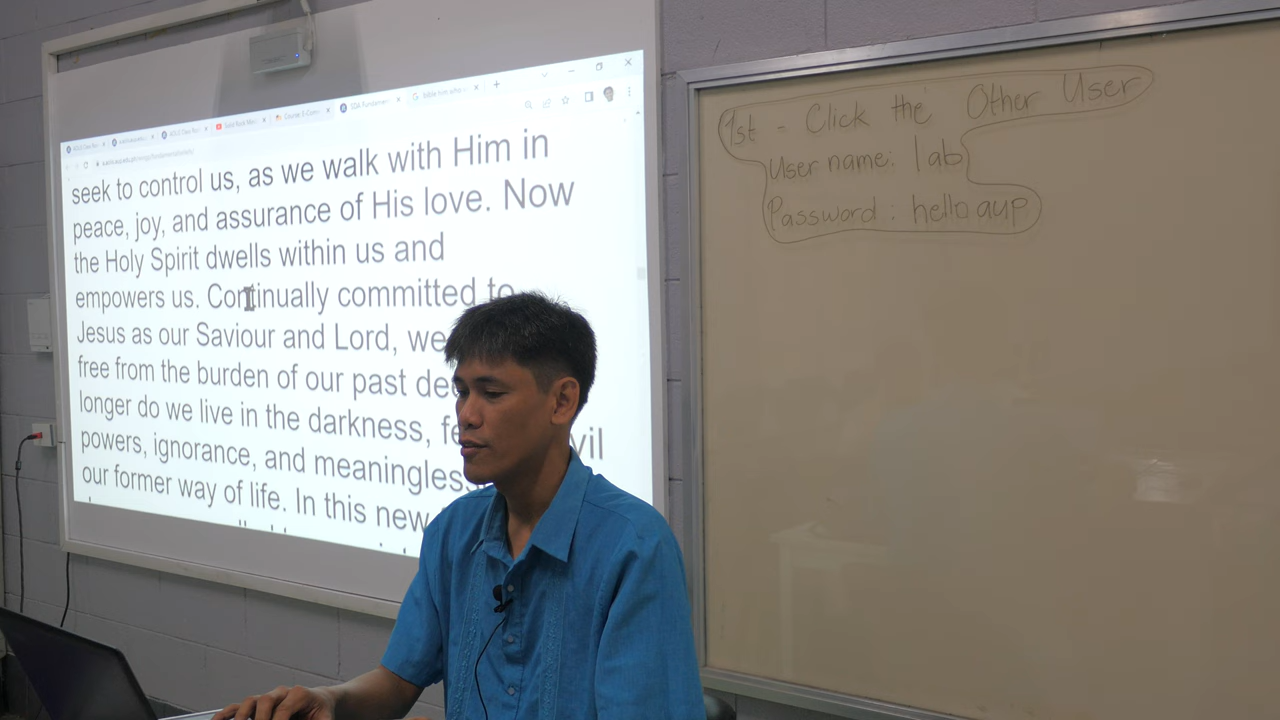 seek to control us, as we walk with Him in
peace, joy, and assurance of His love. Now
the Holy Spirit dwells within us and
empowers us. Continually committed to
Jesus as our Saviour and Lord, we
free from the burden of our past
longer do we live in the darkness,
powers, ignorance, and
our former way of life. In this new
1st - Click the Other User
User name: lab
Password: helloaup